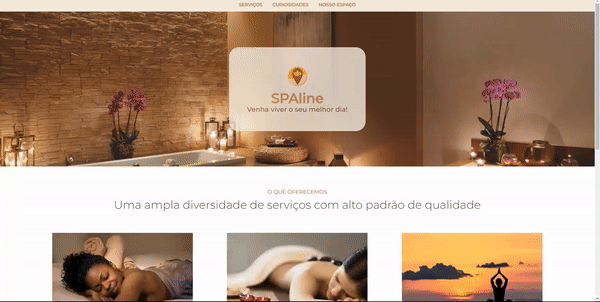 SERVIÇOS CURIOSIDADES NOSSO ESPAÇO
SPAline
Venha viver o seu melhor dia!
O QUE OFERECEMOS
Uma ampla diversidade de serviços com alto padrão de qualidade